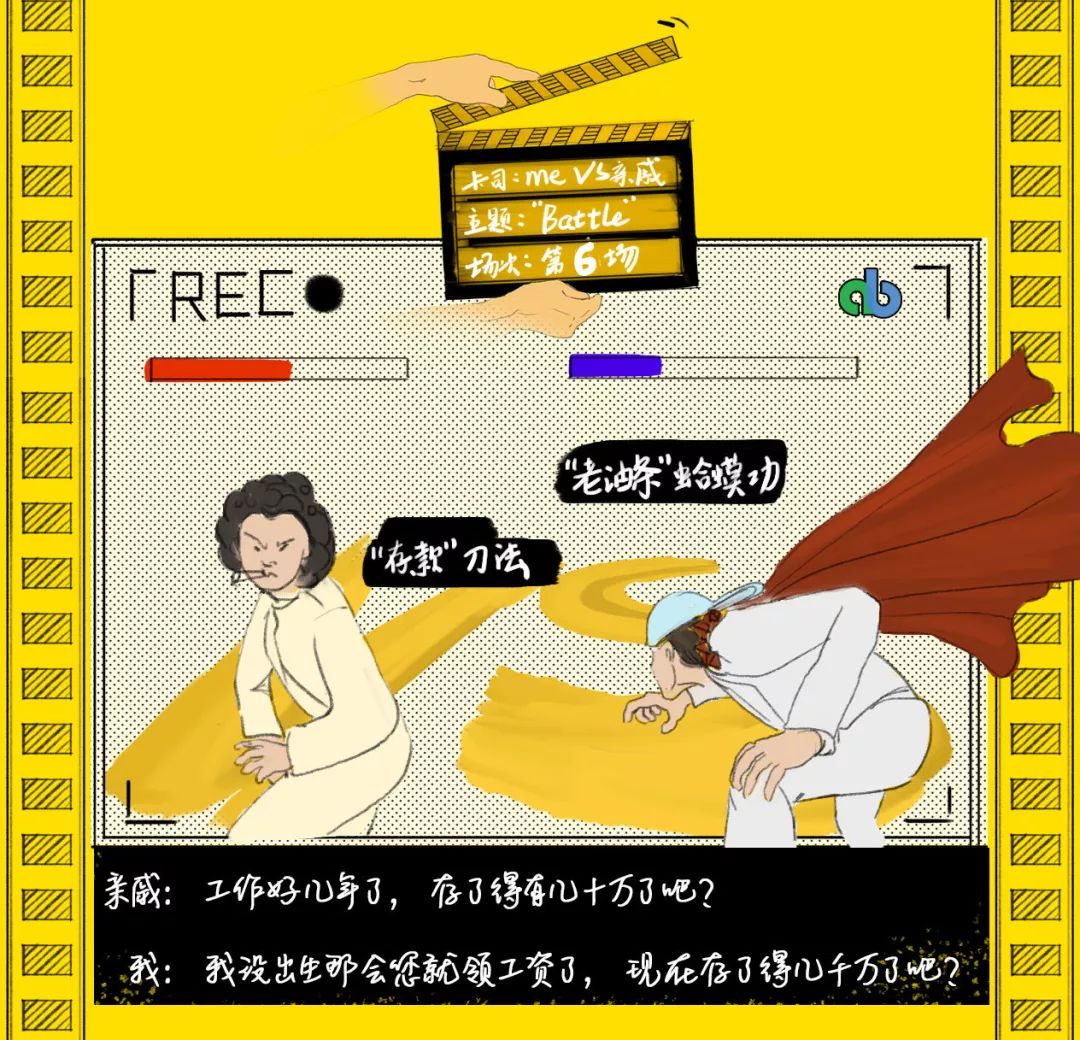 卡司：me VS亲戚
主题："Battle"
场次：第6场
REC
ab
"老油条"蛤蟆功
"存款"刀法
亲戚： 工作好几年了， 存了得有几十万了吧？
我： 我没出生那会您就领工资了， 现在存了得几千万了吧？